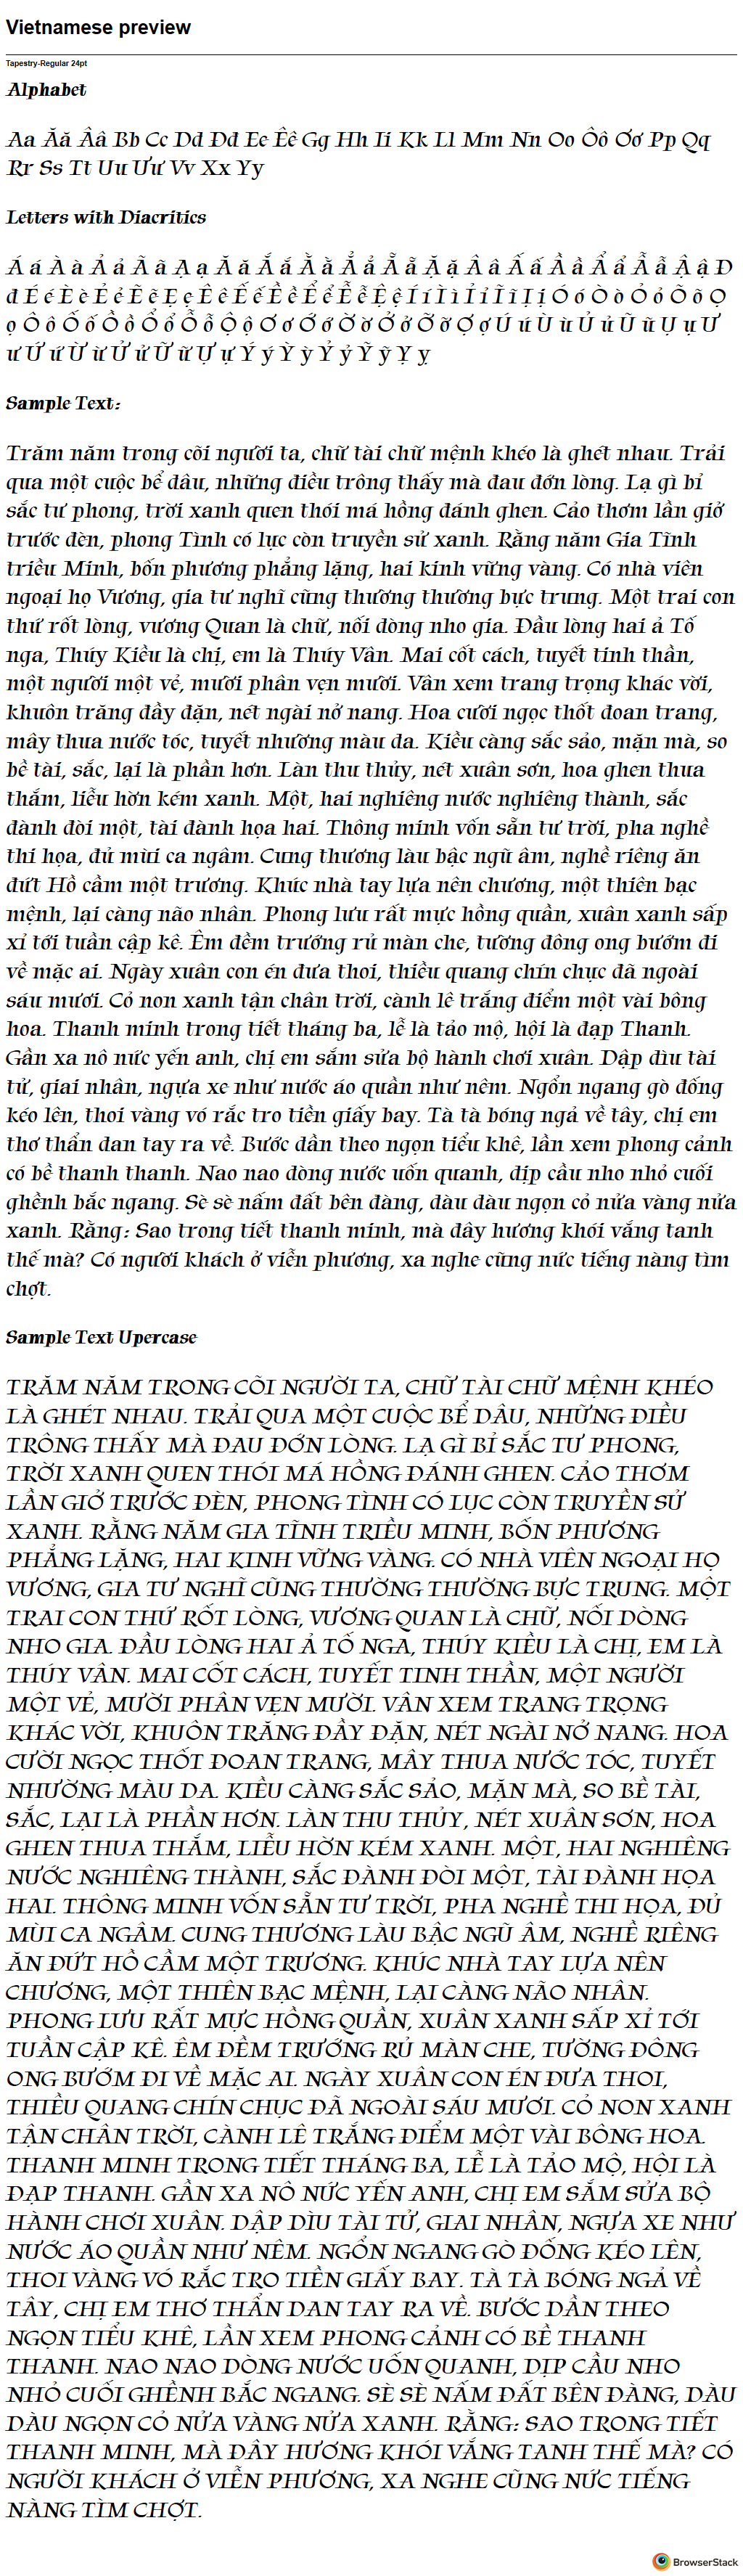 Vietnamese preview
Tapestry-Regular 24pt
Alphabet
Aa Ăă Ââ Bb Cc Dd Đđ Ee Êê Gg Hh Ii Kk Ll Mm Nn Oo Ôô Ơơ Pp Qq
Rr Ss Tt Uu Ưư Vv Xx Yy
Letters with Diacritics
Á á À à Ả ả Ã ã Ạ ạ Ă ă Ắ ắ Ằ ằ Ẳ ẳ Ẵ ẵ Ặ ặ Â â Ấ ấ Ầ ầ Ẩ ẩ Ẫ ẫ Ậ ậ Đ
đ É é È è Ẻ ẻ Ẽ ẽ Ẹ ẹ Ê ê Ế ế Ề ề Ể ể Ễ ễ Ệ ệ Í í Ì ì Ỉ ỉ Ĩ ĩ Ị ị Ó ó Ò ò Ỏ ỏ Õ õ Ọ
ọ Ô ô Ố ố Ồ ồ Ổ ổ Ỗ ỗ Ộ ộ Ơ ơ Ớ ớ Ờ ờ Ở ở Ỡ ỡ Ợ ợ Ú ú Ù ù Ủ ủ Ũ ũ Ụ ụ Ư
ư Ứ ứ Ừ ừ Ử ử Ữ ữ Ự ự Ý ý Ỳ ỳ Ỷ ỷ Ỹ ỹ Ỵ ỵ
Sample Text:
Trăm năm trong cõi người ta, chữ tài chữ mệnh khéo là ghét nhau. Trải
qua một cuộc bể dâu, những điều trông thấy mà đau đớn lòng. Lạ gì bỉ
sắc tư phong, trời xanh quen thói má hồng đánh ghen. Cảo thơm lần giở
trước đèn, phong Tình có lục còn truyền sử xanh. Rằng năm Gia Tĩnh
triều Minh, bốn phương phẳng lặng, hai kinh vững vàng. Có nhà viên
ngoại họ Vương, gia tư nghĩ cũng thường thường bực trung. Một trai con
thứ rốt lòng, vương Quan là chữ, nối dòng nho gia. Đầu lòng hai ả Tố
nga, Thúy Kiều là chị, em là Thúy Vân. Mai cốt cách, tuyết tinh thần,
một người một vẻ, mười phân vẹn mười. Vân xem trang trọng khác vời,
khuôn trăng đầy đặn, nét ngài nở nang. Hoa cười ngọc thốt đoan trang,
mây thua nước tóc, tuyết nhường màu da. Kiều càng sắc sảo, mặn mà, so
bề tài, sắc, lại là phần hơn. Làn thu thủy, nét xuân sơn, hoa ghen thua
thắm, liễu hờn kém xanh. Một, hai nghiêng nước nghiêng thành, sắc
đành đòi một, tài đành họa hai. Thông minh vốn sẵn tư trời, pha nghề
thi họa, đủ mùi ca ngâm. Cung thương làu bậc ngũ âm, nghề riêng ăn
đứt Hồ cầm một trương. Khúc nhà tay lựa nên chương, một thiên bạc
mệnh, lại càng não nhân. Phong lưu rất mực hồng quần, xuân xanh sấp
xỉ tới tuần cập kê. Êm đềm trướng rủ màn che, tường đông ong bướm đi
về mặc ai. Ngày xuân con én đưa thoi, thiều quang chín chục đã ngoài
sáu mươi. Cỏ non xanh tận chân trời, cành lê trắng điểm một vài bông
hoa. Thanh minh trong tiết tháng ba, lễ là tảo mộ, hội là đạp Thanh.
Gần xa nô nức yến anh, chị em sắm sửa bộ hành chơi xuân. Dập dìu tài
tử, giai nhân, ngựa xe như nước áo quần như nêm. Ngổn ngang gò đống
kéo lên, thoi vàng vó rắc tro tiền giấy bay. Tà tà bóng ngả về tây, chị em
thơ thẩn dan tay ra về. Bước dần theo ngọn tiểu khê, lần xem phong cảnh
có bề thanh thanh. Nao nao dòng nước uốn quanh, dịp cầu nho nhỏ cuối
ghềnh bắc ngang. Sè sè nấm đất bên đàng, dàu dàu ngọn cỏ nửa vàng nửa
xanh. Rằng: Sao trong tiết thanh minh, mà đây hương khói vắng tanh
thế mà? Có người khách ở viễn phương, xa nghe cũng nức tiếng nàng tìm
chợt.
Sample Text Upercase
TRĂM NĂM TRONG CÕI NGƯỜI TA, CHỮ TÀI CHỮ MỆNH KHÉO
LÀ GHÉT NHAU. TRẢI QUA MỘT CUỘC BỂ DÂU, NHỮNG ĐIỀU
TRÔNG THẤY MÀ ĐAU ĐỚN LÒNG. LẠ GÌ BỈ SẮC TƯ PHONG,
TRỜI XANH QUEN THÓI MÁ HỒNG ĐÁNH GHEN. CẢO THƠM
LẦN GIỞ TRƯỚC ĐÈN, PHONG TÌNH CÓ LỤC CÒN TRUYỀN SỬ
XANH. RẰNG NĂM GIA TĨNH TRIỀU MINH, BỐN PHƯƠNG
PHẲNG LẶNG, HAI KINH VỮNG VÀNG. CÓ NHÀ VIÊN NGOẠI HỌ
VƯƠNG, GIA TƯ NGHĨ CŨNG THƯỜNG THƯỜNG BỰC TRUNG. MỘT
TRAI CON THỨ RỐT LÒNG, VƯƠNG QUAN LÀ CHỮ, NỐI DÒNG
NHO GIA. ĐẦU LÒNG HAI Ả TỐ NGA, THÚY KIỀU LÀ CHỊ, EM LÀ
THÚY VÂN. MAI CỐT CÁCH, TUYẾT TINH THẦN, MỘT NGƯỜI
MỘT VẺ, MƯỜI PHÂN VẸN MƯỜI. VÂN XEM TRANG TRỌNG
KHÁC VỜI, KHUÔN TRĂNG ĐẦY ĐẶN, NÉT NGÀI NỞ NANG. HOA
CƯỜI NGỌC THỐT ĐOAN TRANG, MÂY THUA NƯỚC TÓC, TUYẾT
NHƯỜNG MÀU DA. KIỀU CÀNG SẮC SẢO, MẶN MÀ, SO BỀ TÀI,
SẮC, LẠI LÀ PHẦN HƠN. LÀN THU THỦY, NÉT XUÂN SƠN, HOA
GHEN THUA THẮM, LIỄU HỜN KÉM XANH. MỘT, HAI NGHIÊNG
NƯỚC NGHIÊNG THÀNH, SẮC ĐÀNH ĐÒI MỘT, TÀI ĐÀNH HỌA
HAI. THÔNG MINH VỐN SẴN TƯ TRỜI, PHA NGHỀ THI HỌA, ĐỦ
MÙI CA NGÂM. CUNG THƯƠNG LÀU BẬC NGŨ ÂM, NGHỀ RIÊNG
ĂN ĐỨT HỒ CẦM MỘT TRƯƠNG. KHÚC NHÀ TAY LỰA NÊN
CHƯƠNG, MỘT THIÊN BẠC MỆNH, LẠI CÀNG NÃO NHÂN.
PHONG LƯU RẤT MỰC HỒNG QUẦN, XUÂN XANH SẤP XỈ TỚI
TUẦN CẬP KÊ. ÊM ĐỀM TRƯỚNG RỦ MÀN CHE, TƯỜNG ĐÔNG
ONG BƯỚM ĐI VỀ MẶC AI. NGÀY XUÂN CON ÉN ĐƯA THOI,
THIỀU QUANG CHÍN CHỤC ĐÃ NGOÀI SÁU MƯƠI. CỎ NON XANH
TẬN CHÂN TRỜI, CÀNH LÊ TRẮNG ĐIỂM MỘT VÀI BÔNG HOA.
THANH MINH TRONG TIẾT THÁNG BA, LỄ LÀ TẢO MỘ, HỘI LÀ
ĐẠP THANH. GẦN XA NÔ NỨC YẾN ANH, CHỊ EM SẮM SỬA BỘ
HÀNH CHƠI XUÂN. DẬP DÌU TÀI TỬ, GIAI NHÂN, NGỰA XE NHƯ
NƯỚC ÁO QUẦN NHƯ NÊM. NGỔN NGANG GÒ ĐỐNG KÉO LÊN,
THOI VÀNG VÓ RẮC TRO TIỀN GIẤY BAY. TÀ TÀ BÓNG NGẢ VỀ
TÂY, CHỊ EM THƠ THẨN DAN TAY RA VỀ. BƯỚC DẦN THEO
NGỌN TIỂU KHÊ, LẦN XEM PHONG CẢNH CÓ BỀ THANH
THANH. NAO NAO DÒNG NƯỚC UỐN QUANH, DỊP CẦU NHO
NHỎ CUỐI GHỀNH BẮC NGANG. SÈ SÈ NẤM ĐẤT BÊN ĐÀNG, DÀU
DÀU NGỌN CỎ NỬA VÀNG NỬA XANH. RẰNG: SAO TRONG TIẾT
THANH MINH, MÀ ĐÂY HƯƠNG KHÓI VẮNG TANH THẾ MÀ? CÓ
NGƯỜI KHÁCH Ở VIỄN PHƯƠNG, XA NGHE CŨNG NỨC TIẾNG
NÀNG TÌM CHỢT.
BrowserStack